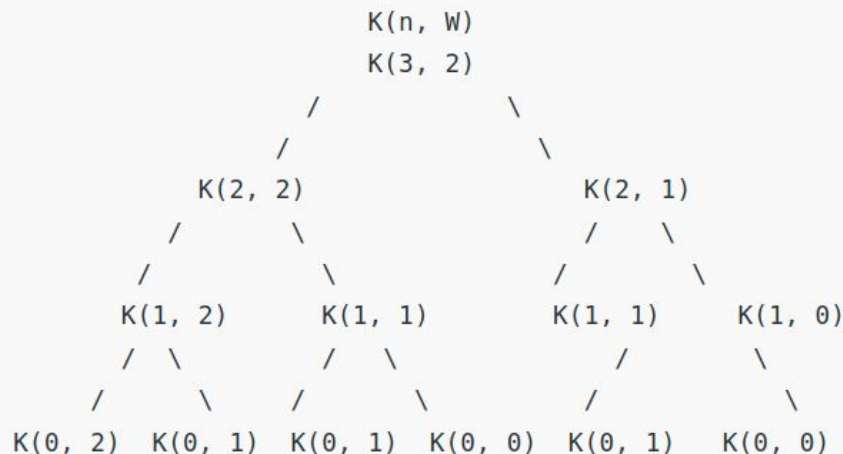 K(n, W)
K(3, 2)
/ \
/ \
K(2, 2) K(2, 1)
/ \ / \
/ \ / \
K(1, 2) K(1, 1) K(1, 1) K(1, 0)
/ \ / \ / \
/ \ / \ / \
K(0, 2) K(0, 1) K(0, 1) K(0, 0) K(0, 1) K(0, 0)